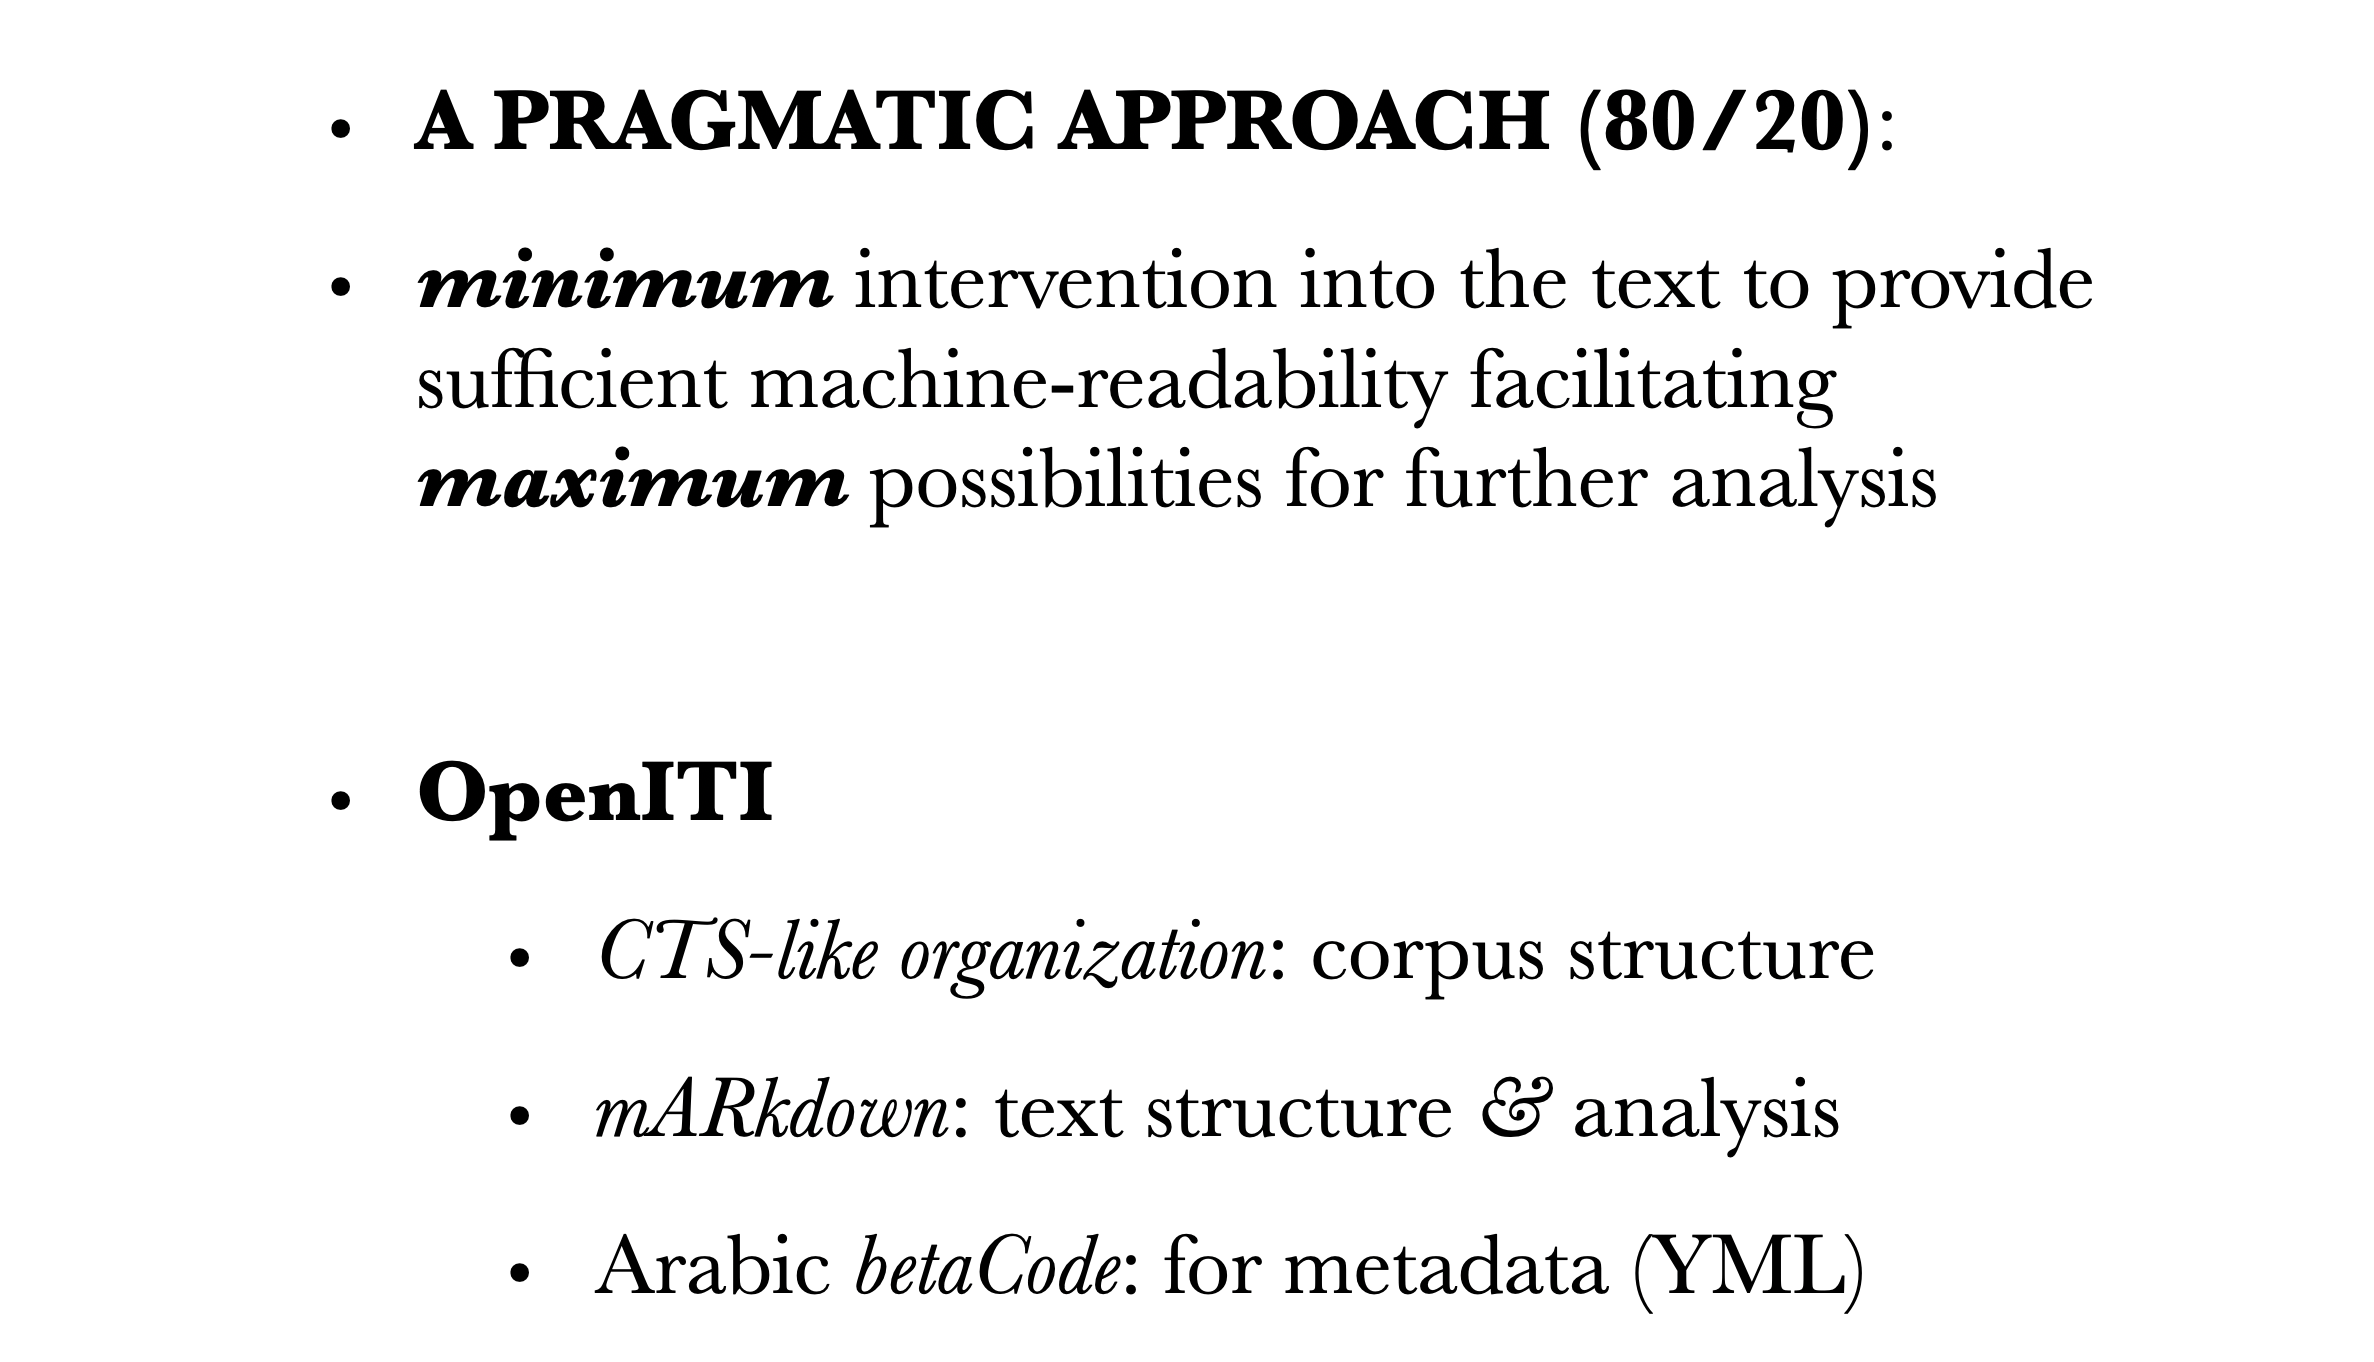 • A PRAGMATIC APPROACH (80/20):
• minimum intervention into the text to provide
sufficient machine-readability facilitating
maximum possibilities for further analysis
• OpenITI
• CTS-like organization: corpus structure
• mARkdown: text structure & analysis
• Arabic betaCode: for metadata (YML)